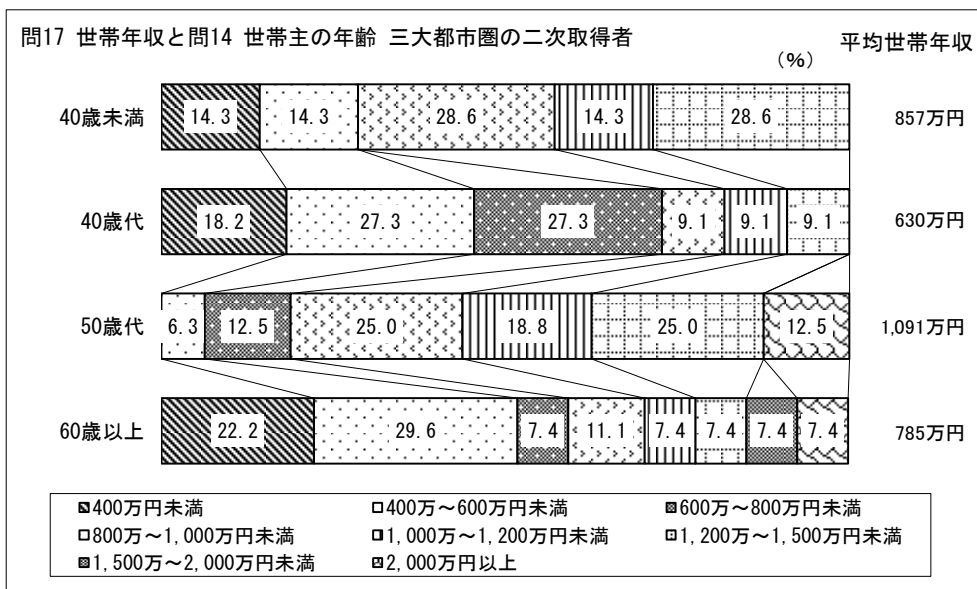 問17 世帯年収と問14 世帯主の年齢 三大都市圏の二次取得者
平均世帯年収
（%）
40歳未満 14.3 14.3 28.6 14.3 28.6 857万円
40歳代 18.2 27.3 27.3 9.1 9.1 9.1 630万円
50歳代 6.3 12.5 25.0 18.8 25.0 12.5 1,091万円
60歳以上 22.2 29.6 7.4 11.1 7.4 7.4 7.4 7.4 785万円
400万円未満 400万～600万円未満 600万～800万円未満
800万～1,000万円未満 1,000万～1,200万円未満 1,200万～1,500万円未満
1,500万～2,000万円未満 2,000万円以上